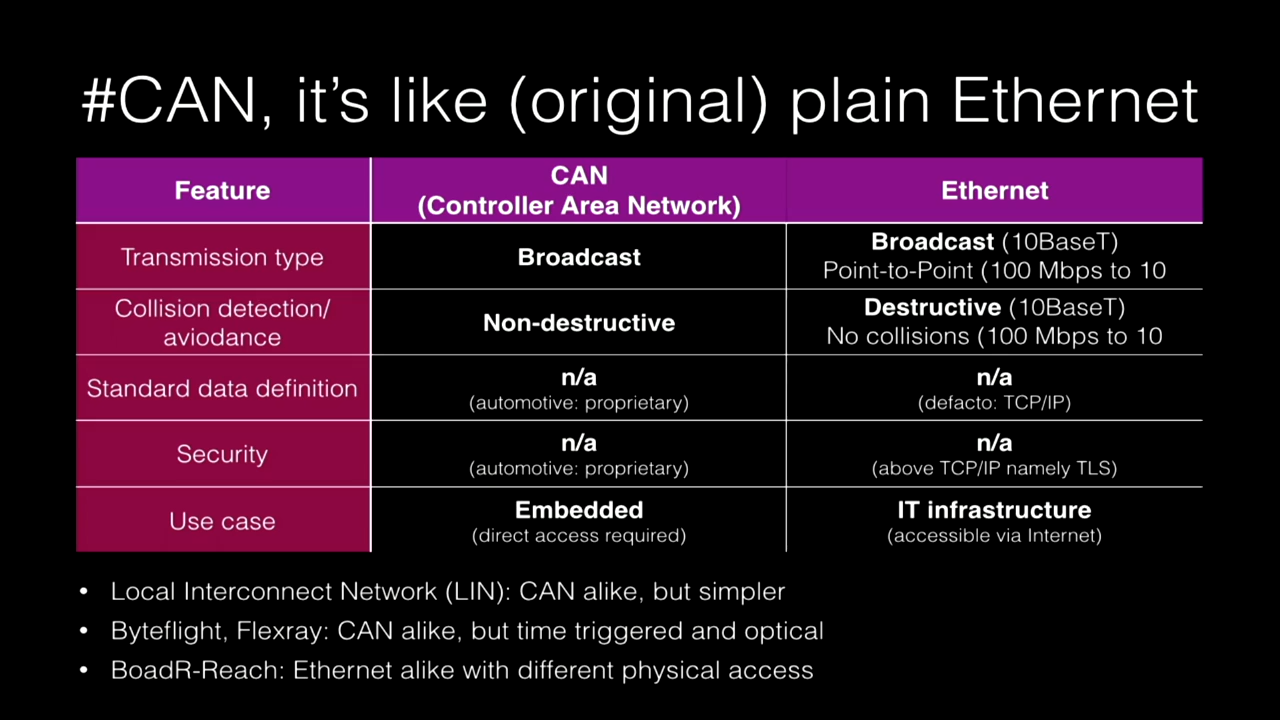 #CAN, it's like (original) plain Ethernet
Feature
CAN
(Controller Area Network)
Ethernet
Transmission type
Broadcast
Broadcast (10BaseT)
Point-to-Point (100 Mbps to 10
Collision detection/
aviodance
Non-destructive
Destructive (10BaseT)
No collisions (100 Mbps to 10
Standard data definition
n/a
(automotive: proprietary)
n/a
(defacto: TCP/IP)
Security
n/a
(automotive: proprietary)
n/a
(above TCP/IP namely TLS)
Use case
Embedded
(direct access required)
IT infrastructure
(accessible via Internet)
• Local Interconnect Network (LIN): CAN alike, but simpler
• Byteflight, Flexray: CAN alike, but time triggered and optical
• BoadR-Reach: Ethernet alike with different physical access